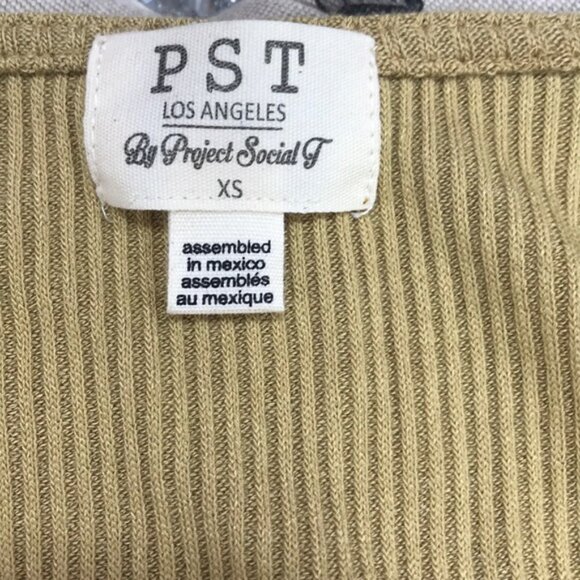 PST
LOS ANGELES
By Project Social T
XS
assembled
in mexico
assemblés
au mexique